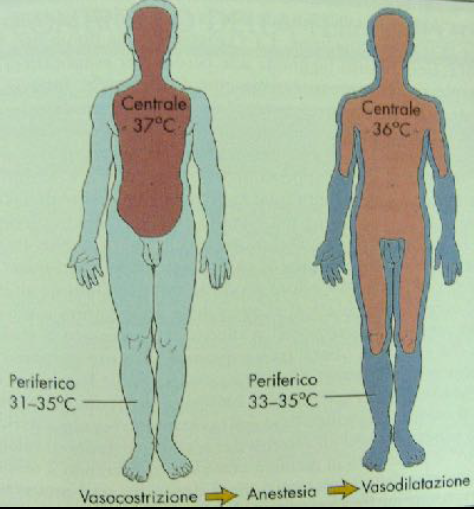 Centrale
37°C
Centrale
36°C
Periferico
31–35°C
Periferico
33–35°C
Vasocostrizione
Anestesia
Vasodilatazione